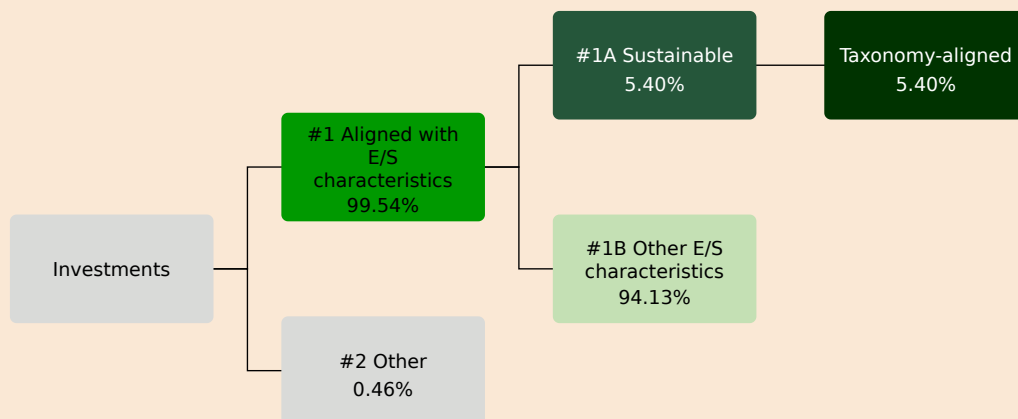 Investments
#1 Aligned with
E/S
characteristics
99.54%
#2 Other
0.46%
#1A Sustainable
5.40%
#1B Other E/S
characteristics
94.13%
Taxonomy-aligned
5.40%